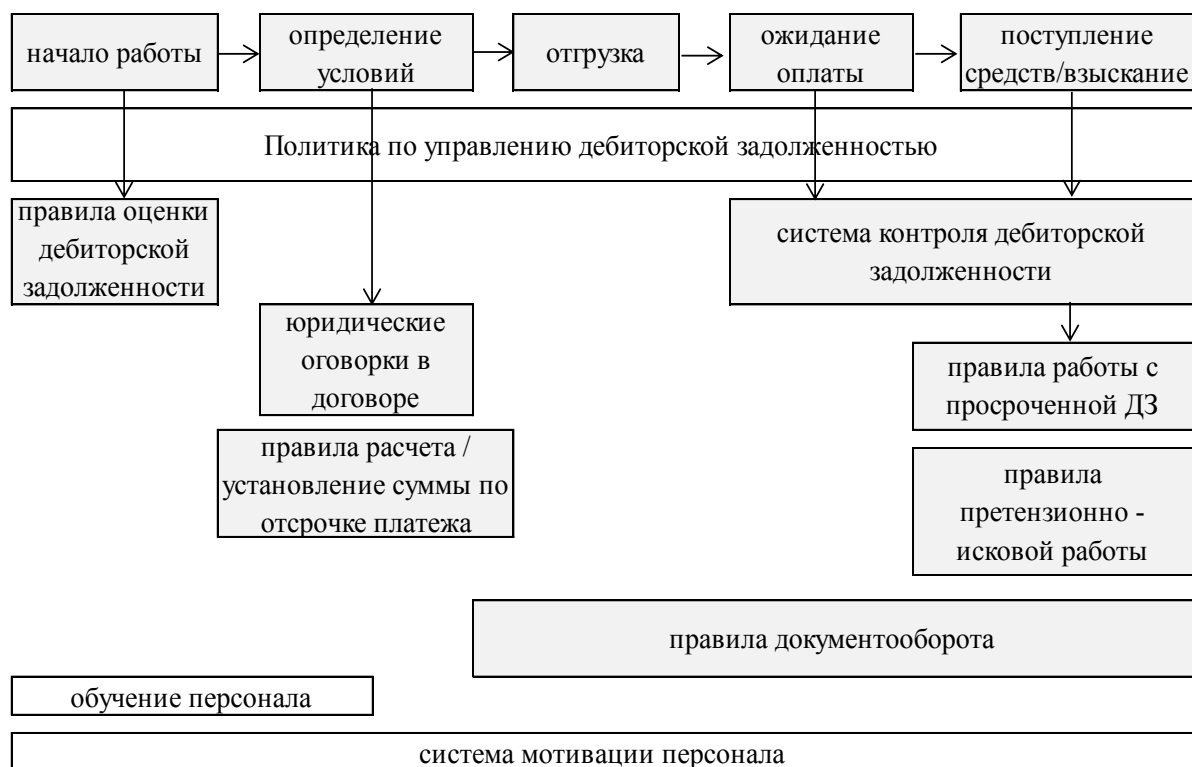 начало работы
определение
условий
отгрузка
ожидание
оплаты
поступление
средств/взыскание
Политика по управлению дебиторской задолженностью
правила оценки
дебиторской
задолженности
система контроля дебиторской
задолженности
юридические
оговорки в
договоре
правила работы с
просроченной ДЗ
правила расчета /
установление суммы по
отсрочке платежа
правила
претензионно -
исковой работы
правила документооборота
обучение персонала
система мотивации персонала